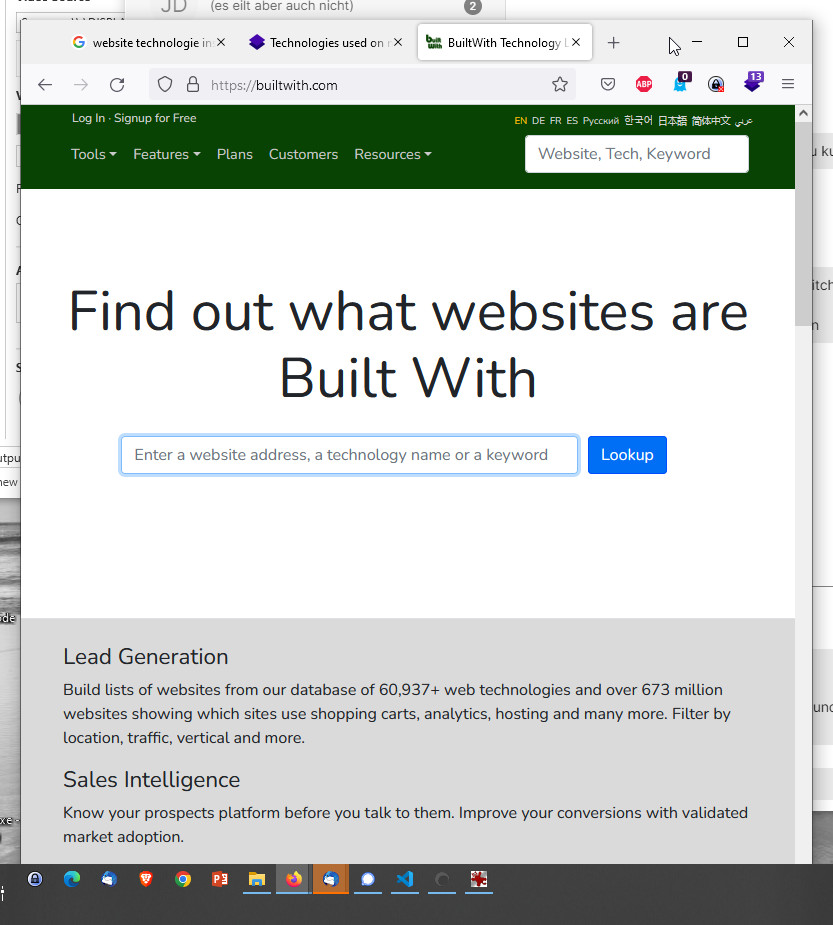 JD
(es eilt aber auch nicht)
2
website technologie in
Technologies used on
BuiltWith Technology L
https://builtwith.com
ABP
0
13
Log In · Signup for Free
EN DE FR ES Русский 한국어 日本語 简体中文 عربي
Tools Features Plans Customers Resources
Website, Tech, Keyword
Find out what websites are
Built With
Enter a website address, a technology name or a keyword
Lookup
Lead Generation
Build lists of websites from our database of 60,937+ web technologies and over 673 million
websites showing which sites use shopping carts, analytics, hosting and many more. Filter by
location, traffic, vertical and more.
Sales Intelligence
Know your prospects platform before you talk to them. Improve your conversions with validated
market adoption.